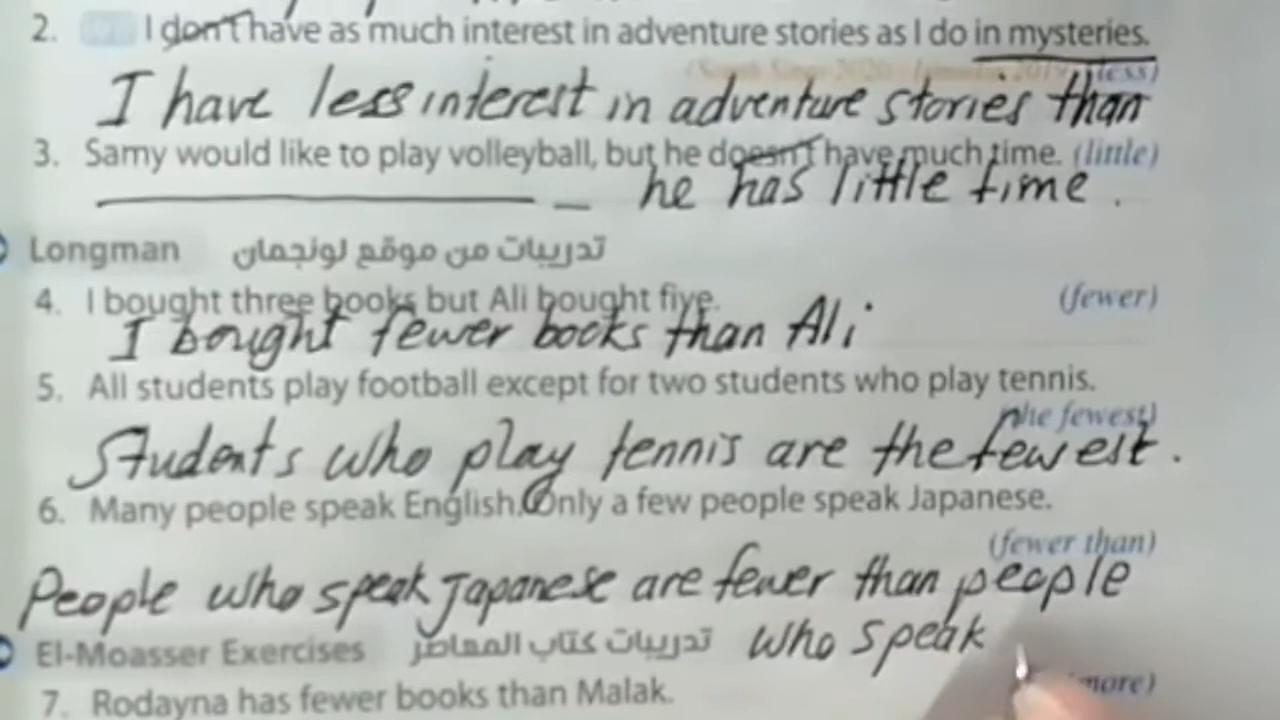 2. I don't have as much interest in adventure stories as I do in mysteries.
(less)
I have less interest in adventure stories than
3. Samy would like to play volleyball, but he doesn't have much time. (little)
he has little time.
Longman تدريبات من موقع لونجمان
4. I bought three books but Ali bought five. (fewer)
I bought fewer books than Ali
5. All students play football except for two students who play tennis.
(the fewest)
Students who play tennis are the fewest.
6. Many people speak English. Only a few people speak Japanese.
(fewer than)
People who speak Japanese are fewer than people
who speak
El-Moasser Exercises تدريبات كتاب المعاصر
7. Rodayna has fewer books than Malak. (more)